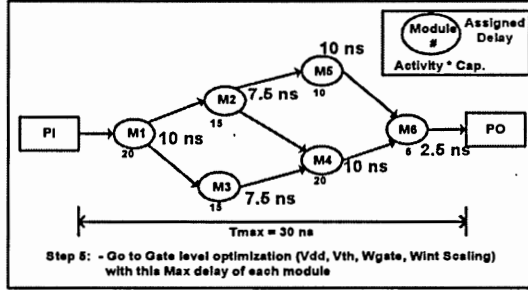 Module #
Assigned Delay
Activity * Cap.
10 ns
M5
10
M2
7.5 ns
15
PI
M1
10 ns
20
M6
2.5 ns
5
PO
M4
10 ns
20
M3
7.5 ns
15
Tmax = 30 ns
Step 5: - Go to Gate level optimization (Vdd, Vth, Wgate, Wint Scaling)
with this Max delay of each module